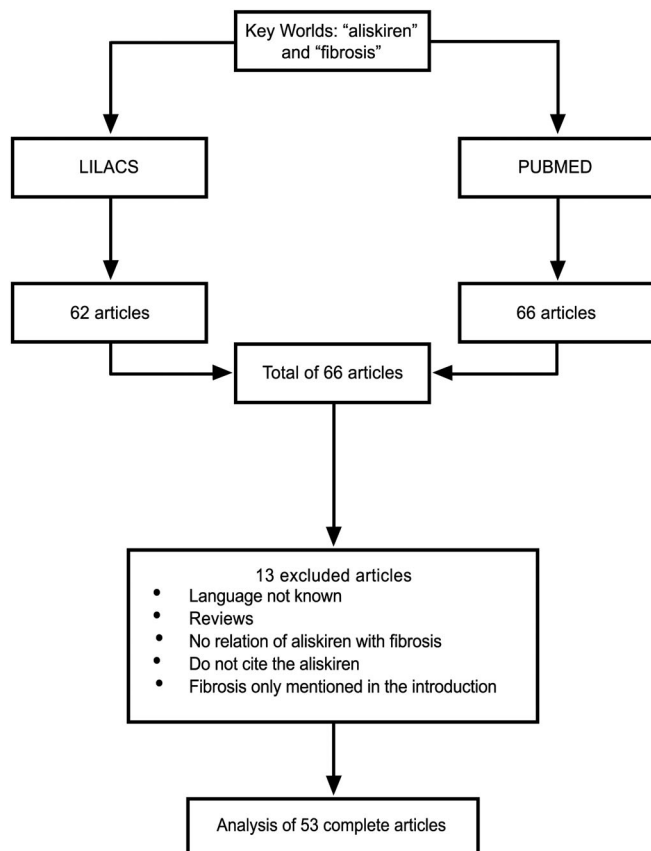 Key Worlds: “aliskiren”
and “fibrosis”
LILACS
PUBMED
62 articles
66 articles
Total of 66 articles
13 excluded articles
• Language not known
• Reviews
• No relation of aliskiren with fibrosis
• Do not cite the aliskiren
• Fibrosis only mentioned in the introduction
Analysis of 53 complete articles